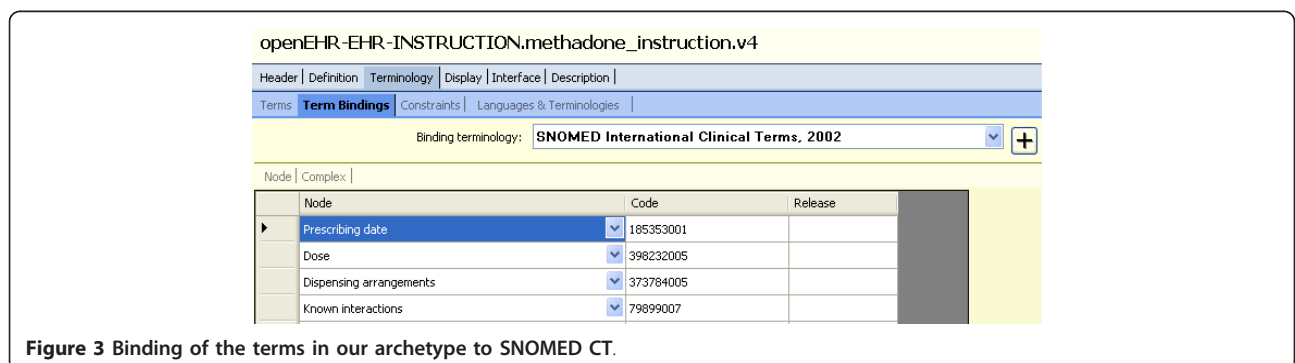 openEHR-EHR-INSTRUCTION.methadone_instruction.v4
Header | Definition Terminology Display | Interface | Description |
Terms Term Bindings Constraints | Languages & Terminologies |
Binding terminology: SNOMED International Clinical Terms, 2002 +
Node | Complex |
Node Code Release
Prescribing date 185353001
Dose 398232005
Dispensing arrangements 373784005
Known interactions 79899007
Figure 3 Binding of the terms in our archetype to SNOMED CT.